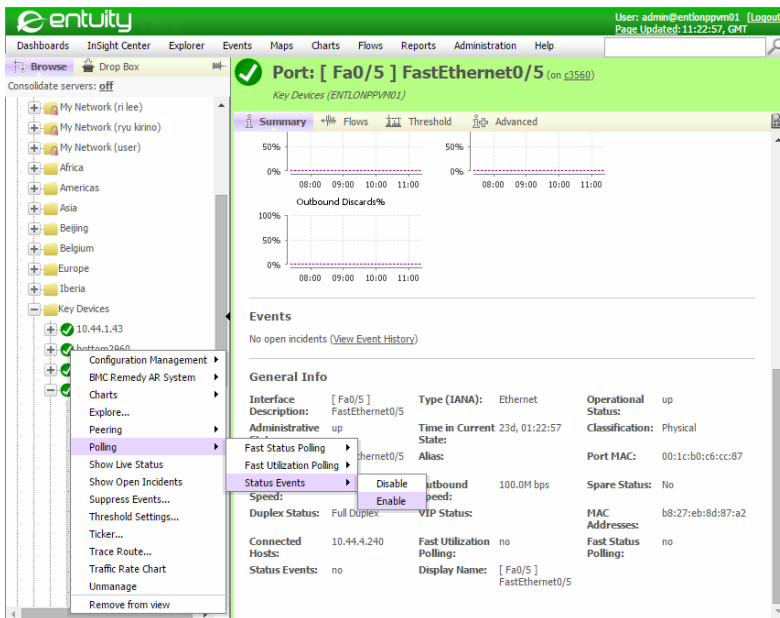 entuity
User: admin@entlonppvm01 [Logout
Page Updated: 11:22:57, GMT
Dashboards InSight Center Explorer Events Maps Charts Flows Reports Administration Help
Browse Drop Box
Consolidate servers: off
My Network (ri lee)
My Network (ryu kirino)
My Network (user)
Africa
Americas
Asia
Beijing
Belgium
Europe
Iberia
Key Devices
10.44.1.43
bottom2960
Configuration Management
BMC Remedy AR System
Charts
Explore...
Peering
Polling
Show Live Status
Show Open Incidents
Suppress Events...
Threshold Settings...
Ticker...
Trace Route...
Traffic Rate Chart
Unmanage
Remove from view
Fast Status Polling
Fast Utilization Polling
Status Events
Disable
Enable
Port: [ Fa0/5 ] FastEthernet0/5 (on c3560)
Key Devices (ENTLONPPVM01)
Summary Flows Threshold Advanced
50% 50%
0% 0%
08:00 09:00 10:00 11:00 08:00 09:00 10:00 11:00
Outbound Discards%
100%
50%
0%
08:00 09:00 10:00 11:00
Events
No open incidents (View Event History)
General Info
Interface Description: [ Fa0/5 ] FastEthernet0/5 Type (IANA): Ethernet Operational Status: up
Administrative up Time in Current State: 23d, 01:22:57 Classification: Physical
Alias: Port MAC: 00:1c:b0:c6:cc:87
Speed: 100.0M bps Spare Status: No
Duplex Status: Full Duplex VIP Status: MAC Addresses: b8:27:eb:8d:87:a2
Connected Hosts: 10.44.4.240 Fast Utilization Polling: no Fast Status Polling: no
Status Events: no Display Name: [ Fa0/5 ] FastEthernet0/5